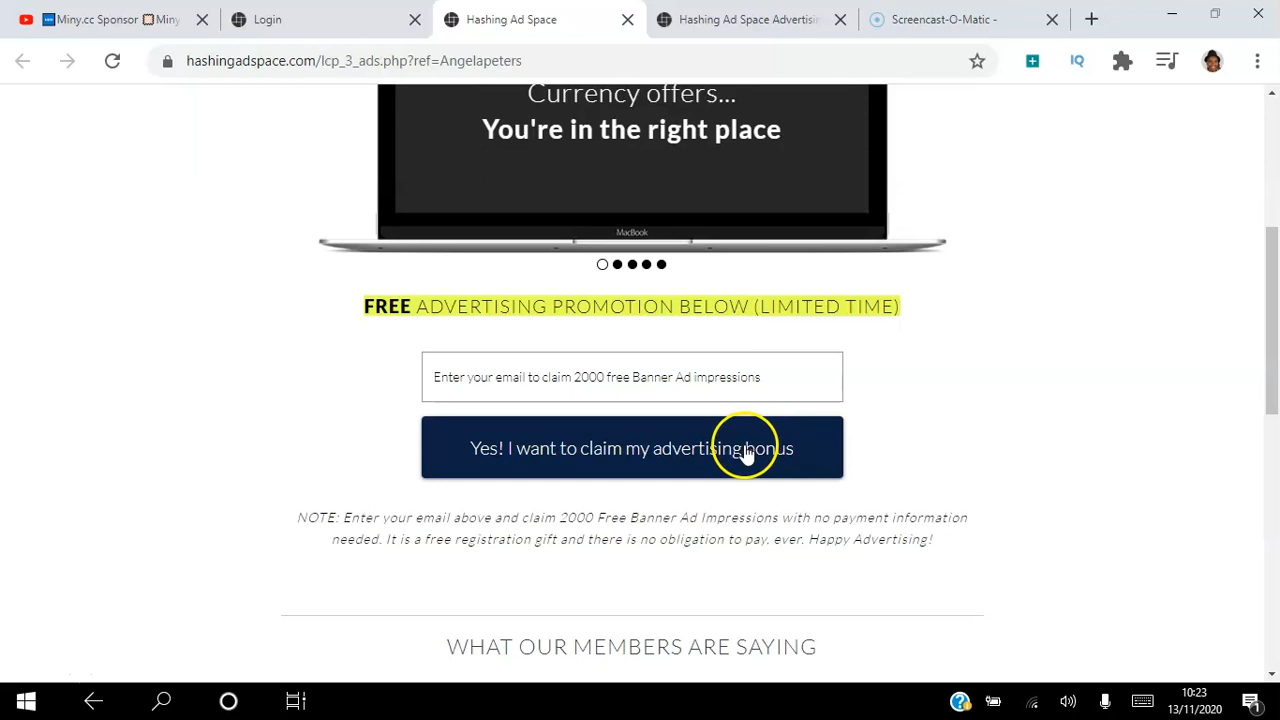 Miny.cc Sponsor Miny
Login
Hashing Ad Space
Hashing Ad Space Advertisin
Screencast-O-Matic -
hashingadspace.com/lcp_3_ads.php?ref=Angelapeters
IQ
Currency offers...
You're in the right place
MacBook
FREE ADVERTISING PROMOTION BELOW (LIMITED TIME)
Enter your email to claim 2000 free Banner Ad impressions
Yes! I want to claim my advertising bonus
NOTE: Enter your email above and claim 2000 Free Banner Ad Impressions with no payment information
needed. It is a free registration gift and there is no obligation to pay, ever. Happy Advertising!
WHAT OUR MEMBERS ARE SAYING
10:23
13/11/2020
1